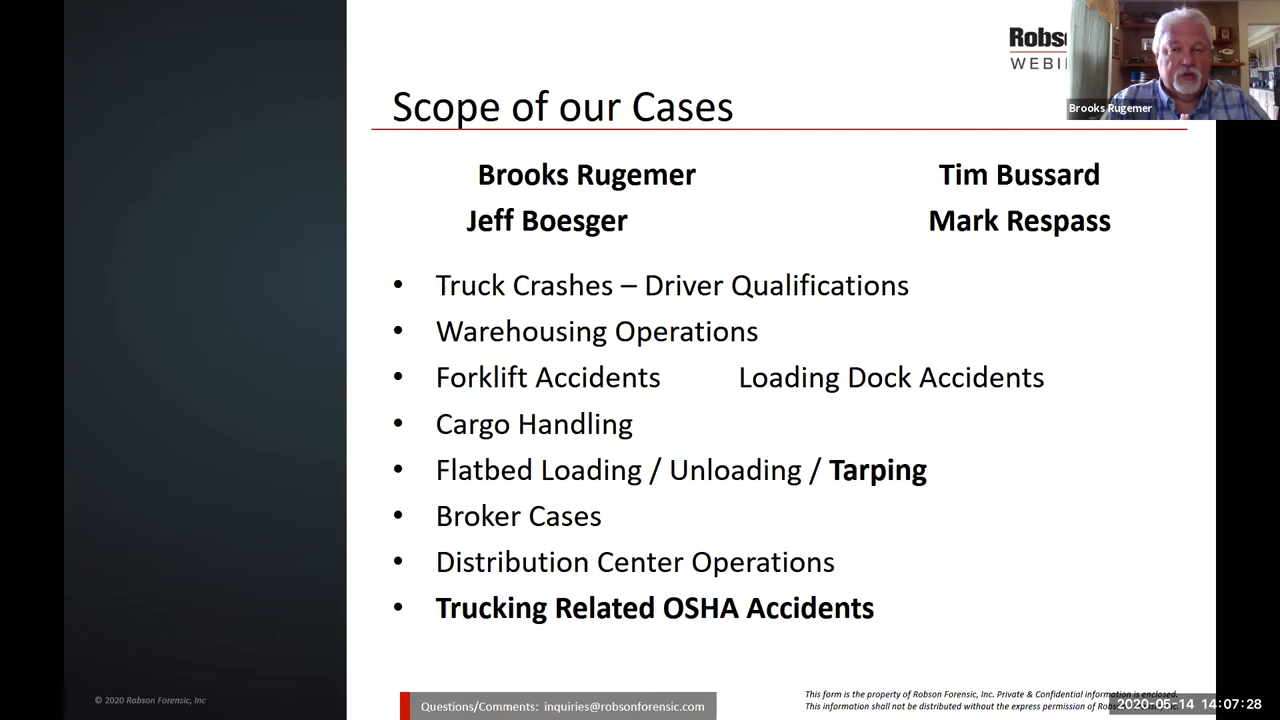 Robs
WEBI
Brooks Rugemer
Scope of our Cases
Brooks Rugemer Tim Bussard
Jeff Boesger Mark Respass
• Truck Crashes – Driver Qualifications
• Warehousing Operations
• Forklift Accidents Loading Dock Accidents
• Cargo Handling
• Flatbed Loading / Unloading / Tarping
• Broker Cases
• Distribution Center Operations
• Trucking Related OSHA Accidents
© 2020 Robson Forensic, Inc
Questions/Comments: inquiries@robsonforensic.com
This form is the property of Robson Forensic, Inc. Private & Confidential information is enclosed.
This information shall not be distributed without the express permission of
2020-05-14 14:07:28